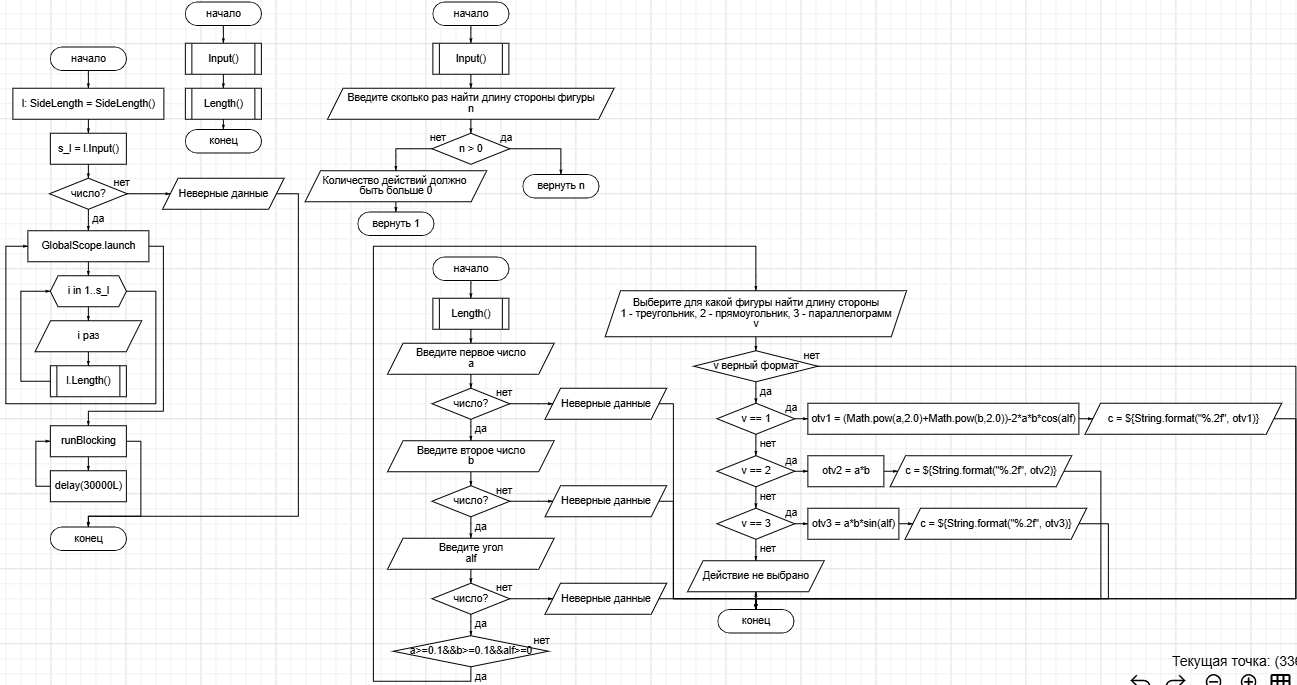 начало
l: SideLength = SideLength()
s_l = l.Input()
число?
нет
Неверные данные
да
GlobalScope.launch
i in 1..s_l
i раз
l.Length()
runBlocking
delay(30000L)
конец
начало
Input()
Length()
конец
начало
Input()
Введите сколько раз найти длину стороны фигуры
n
нет
да
n > 0
Количество действий должно
быть больше 0
вернуть n
вернуть 1
начало
Length()
Введите первое число
a
число?
нет
Неверные данные
да
Введите второе число
b
число?
нет
Неверные данные
да
Введите угол
alf
число?
нет
Неверные данные
да
a>=0.1&&b>=0.1&&alf>=0
нет
да
Выберите для какой фигуры найти длину стороны
1 - треугольник, 2 - прямоугольник, 3 - параллелограмм
v
v верный формат
нет
да
v == 1
да
otv1 = (Math.pow(a,2.0)+Math.pow(b,2.0))-2*a*b*cos(alf)
c = ${String.format("%.2f", otv1)}
нет
v == 2
да
otv2 = a*b
c = ${String.format("%.2f", otv2)}
нет
v == 3
да
otv3 = a*b*sin(alf)
c = ${String.format("%.2f", otv3)}
нет
Действие не выбрано
конец
Текущая точка: (336